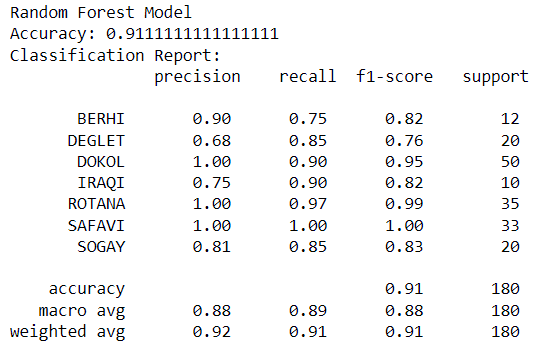 Random Forest Model
Accuracy: 0.9111111111111111
Classification Report:
precision recall f1-score support
BERHI 0.90 0.75 0.82 12
DEGLET 0.68 0.85 0.76 20
DOKOL 1.00 0.90 0.95 50
IRAQI 0.75 0.90 0.82 10
ROTANA 1.00 0.97 0.99 35
SAFAVI 1.00 1.00 1.00 33
SOGAY 0.81 0.85 0.83 20
accuracy 0.91 180
macro avg 0.88 0.89 0.88 180
weighted avg 0.92 0.91 0.91 180